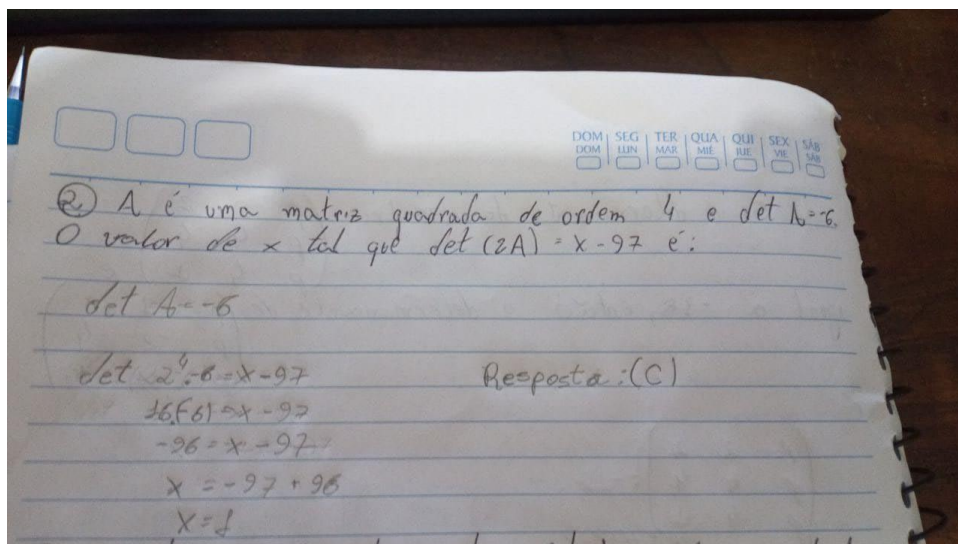 DOM SEG TER QUA QUI SEX SÁB
DOM LUN MAR MIÉ JUE VIE SÁB
2) A é uma matriz quadrada de ordem 4 e det A=-6.
O valor de x tal que det (2A) = x - 97 é:
det A=-6
det 2⁴.-6=x-97
16.(-6)=x-97
-96=x-97
x=-97+96
x=1
Resposta:(C)